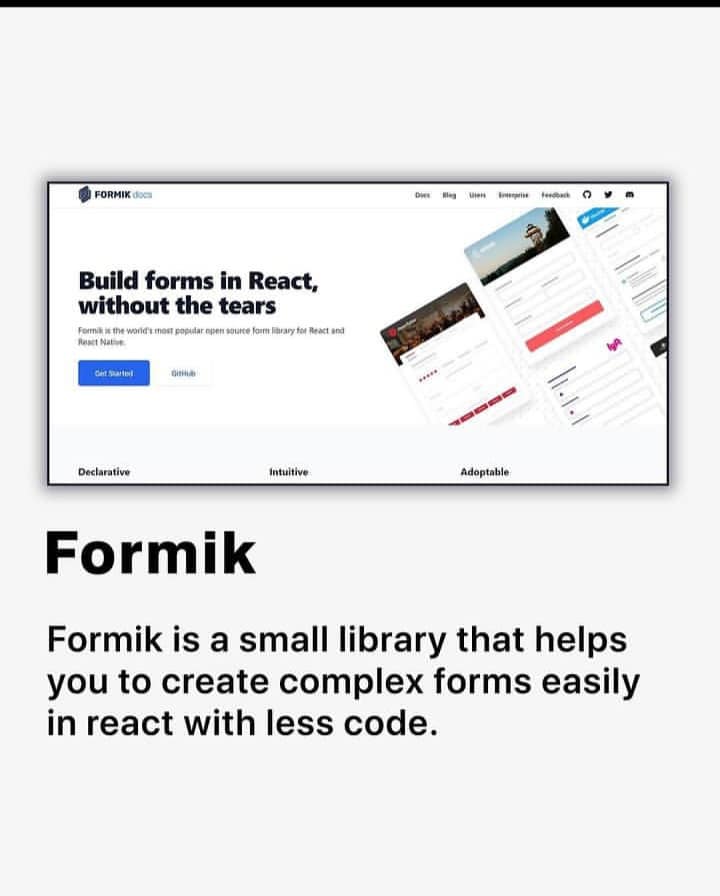 FORMIK docs
Docs Blog Users Enterprise Feedback
Build forms in React,
without the tears
Formik is the world's most popular open source form library for React and
React Native.
Get Started GitHub
lyft
Declarative Intuitive Adoptable
Formik
Formik is a small library that helps
you to create complex forms easily
in react with less code.